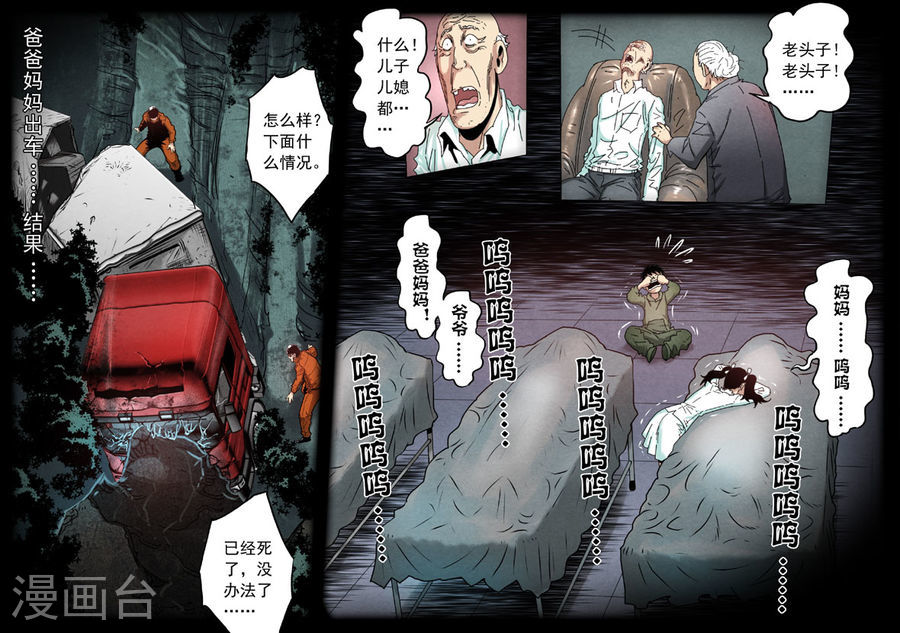 爸爸妈妈出车……结果……
怎么样？
下面什
么情况。
已经死
了，没
办法了
……
什么！
儿子
儿媳
都……
……
老头子！
老头子！
……
爸爸妈妈！
爷爷……
妈妈……呜呜……
呜呜呜呜呜……
呜呜呜呜呜……
呜呜呜呜呜……
呜呜呜呜呜……
漫画台